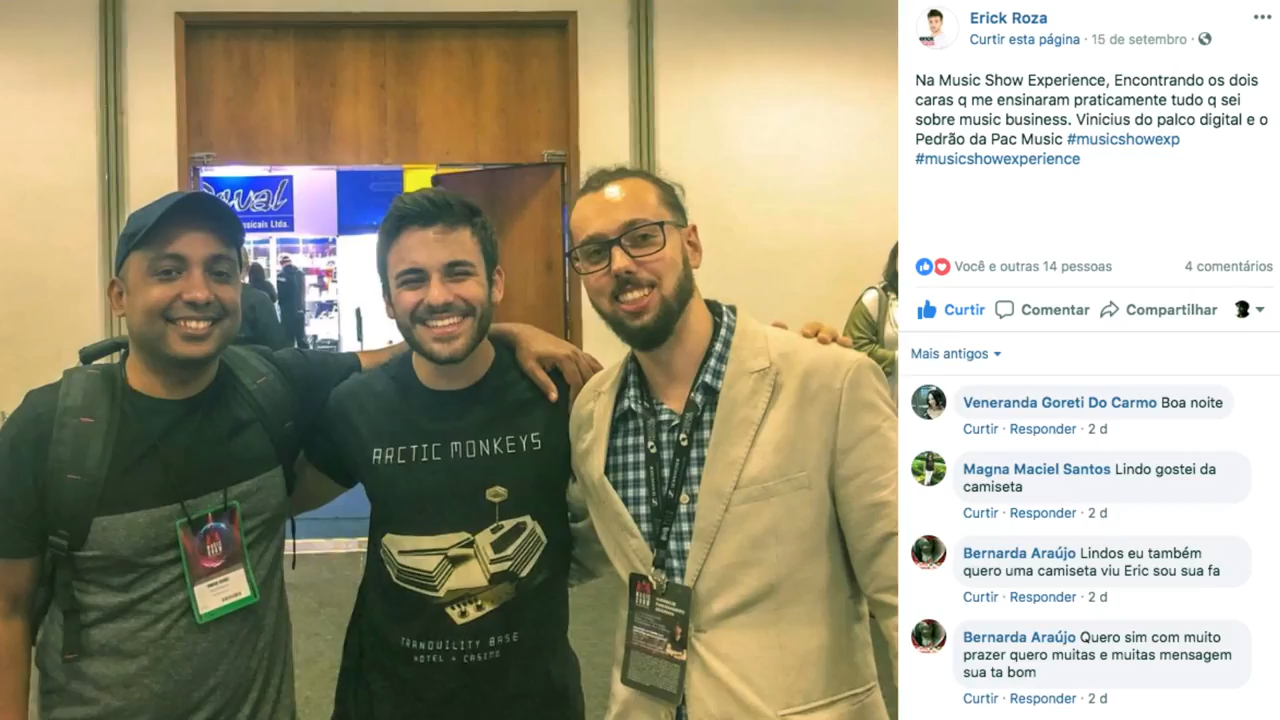 Erick Roza
Curtir esta página · 15 de setembro ·
Na Music Show Experience, Encontrando os dois
caras q me ensinaram praticamente tudo q sei
sobre music business. Vinicius do palco digital e o
Pedrão da Pac Music #musicshowexp
#musicshowexperience
Você e outras 14 pessoas 4 comentários
Curtir Comentar Compartilhar
Mais antigos
Veneranda Goreti Do Carmo Boa noite
Curtir · Responder · 2 d
Magna Maciel Santos Lindo gostei da
camiseta
Curtir · Responder · 2 d
Bernarda Araújo Lindos eu também
quero uma camiseta viu Eric sou sua fa
Curtir · Responder · 2 d
Bernarda Araújo Quero sim com muito
prazer quero muitas e muitas mensagem
sua ta bom
Curtir · Responder · 2 d
Ltda.
ARCTIC MONKEYS
TRANQUILITY BASE
HOTEL + CASINO